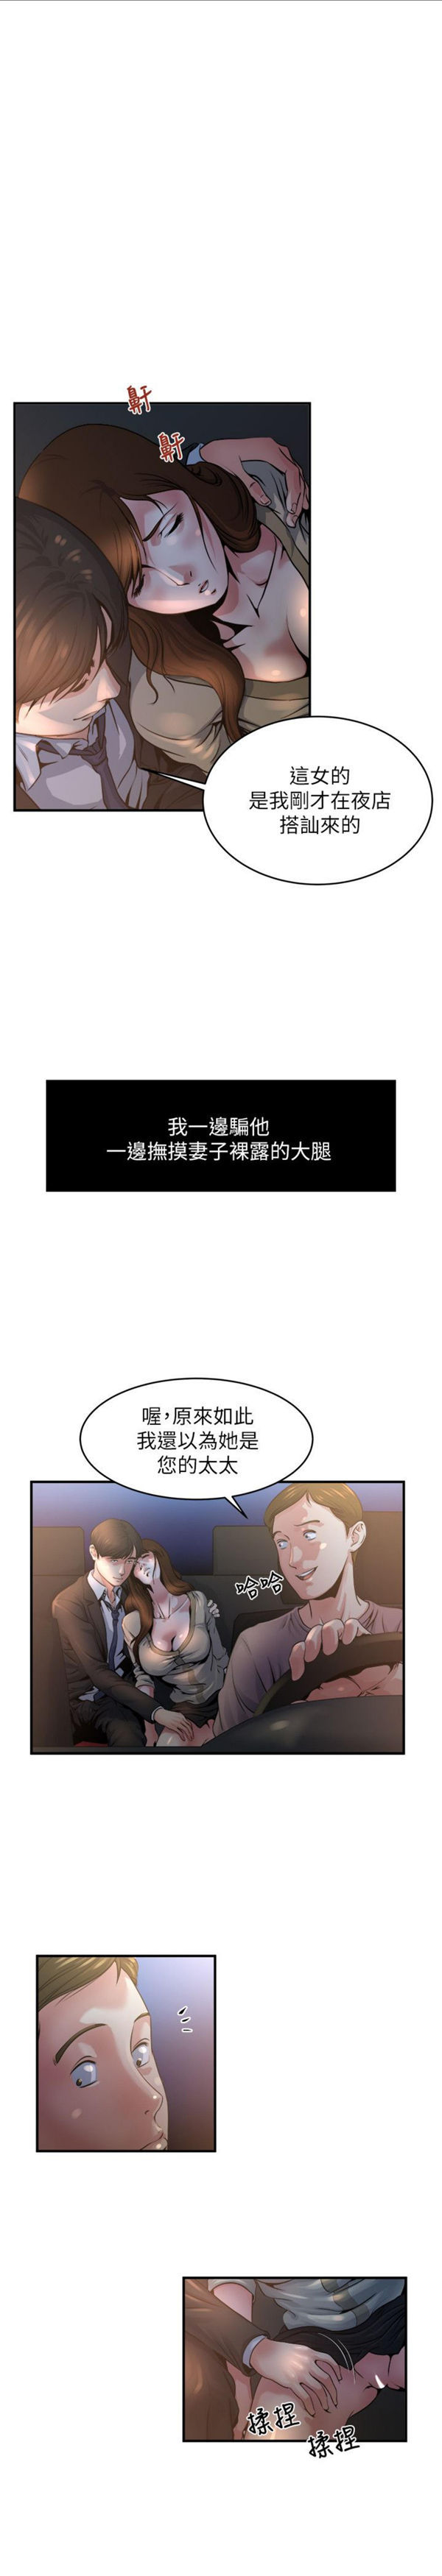 鼾
鼾
這女的
是我剛才在夜店
搭訕來的
我一邊騙他
一邊撫摸妻子裸露的大腿
喔，原來如此
我還以為她是
您的太太
哈哈
揉捏
揉捏